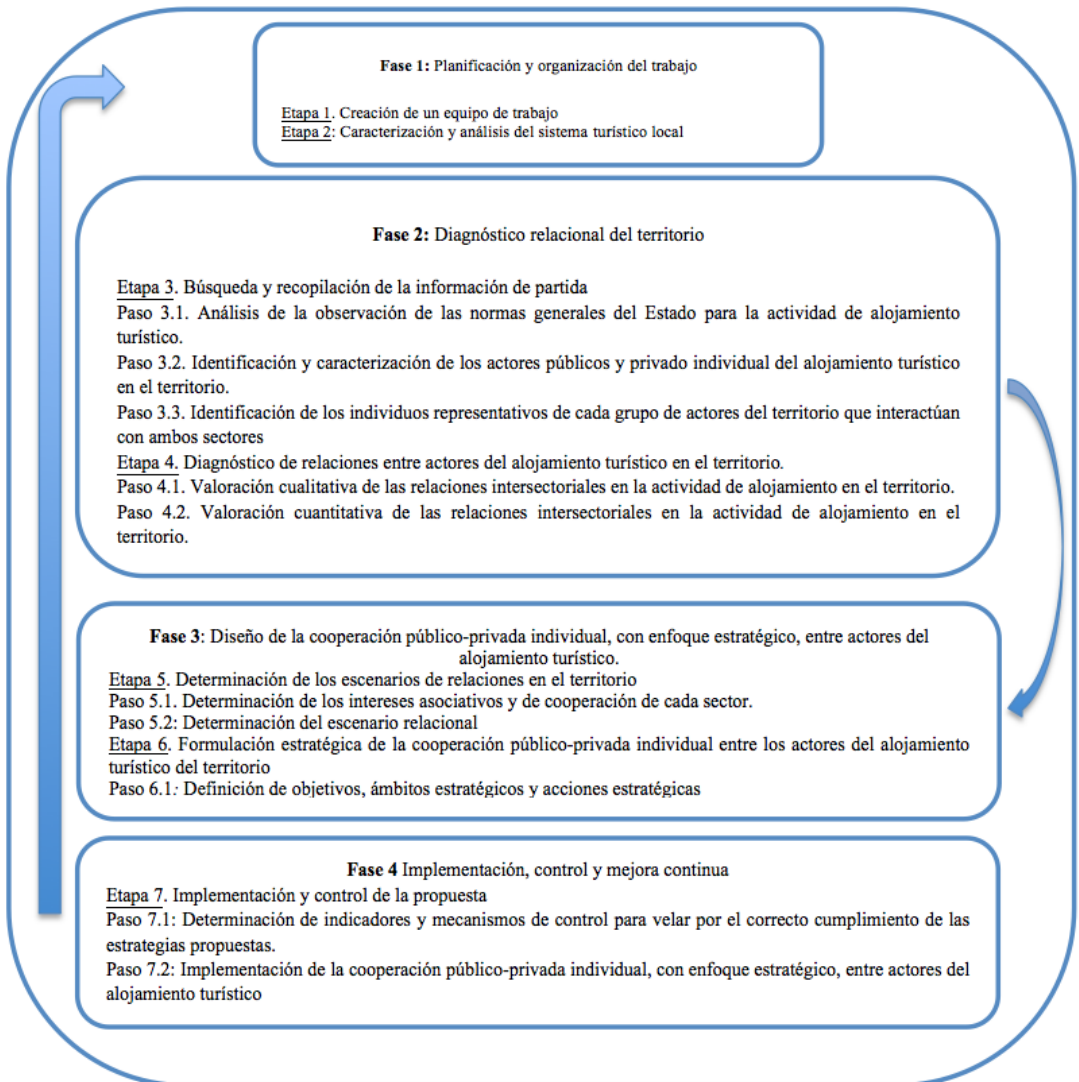 Fase 1: Planificación y organización del trabajo
Etapa 1. Creación de un equipo de trabajo
Etapa 2: Caracterización y análisis del sistema turístico local
Fase 2: Diagnóstico relacional del territorio
Etapa 3. Búsqueda y recopilación de la información de partida
Paso 3.1. Análisis de la observación de las normas generales del Estado para la actividad de alojamiento
turístico.
Paso 3.2. Identificación y caracterización de los actores públicos y privado individual del alojamiento turístico
en el territorio.
Paso 3.3. Identificación de los individuos representativos de cada grupo de actores del territorio que interactúan
con ambos sectores
Etapa 4. Diagnóstico de relaciones entre actores del alojamiento turístico en el territorio.
Paso 4.1. Valoración cualitativa de las relaciones intersectoriales en la actividad de alojamiento en el territorio.
Paso 4.2. Valoración cuantitativa de las relaciones intersectoriales en la actividad de alojamiento en el
territorio.
Fase 3: Diseño de la cooperación público-privada individual, con enfoque estratégico, entre actores del
alojamiento turístico.
Etapa 5. Determinación de los escenarios de relaciones en el territorio
Paso 5.1. Determinación de los intereses asociativos y de cooperación de cada sector.
Paso 5.2: Determinación del escenario relacional
Etapa 6. Formulación estratégica de la cooperación público-privada individual entre los actores del alojamiento
turístico del territorio
Paso 6.1: Definición de objetivos, ámbitos estratégicos y acciones estratégicas
Fase 4 Implementación, control y mejora continua
Etapa 7. Implementación y control de la propuesta
Paso 7.1: Determinación de indicadores y mecanismos de control para velar por el correcto cumplimiento de las
estrategias propuestas.
Paso 7.2: Implementación de la cooperación público-privada individual, con enfoque estratégico, entre actores del
alojamiento turístico